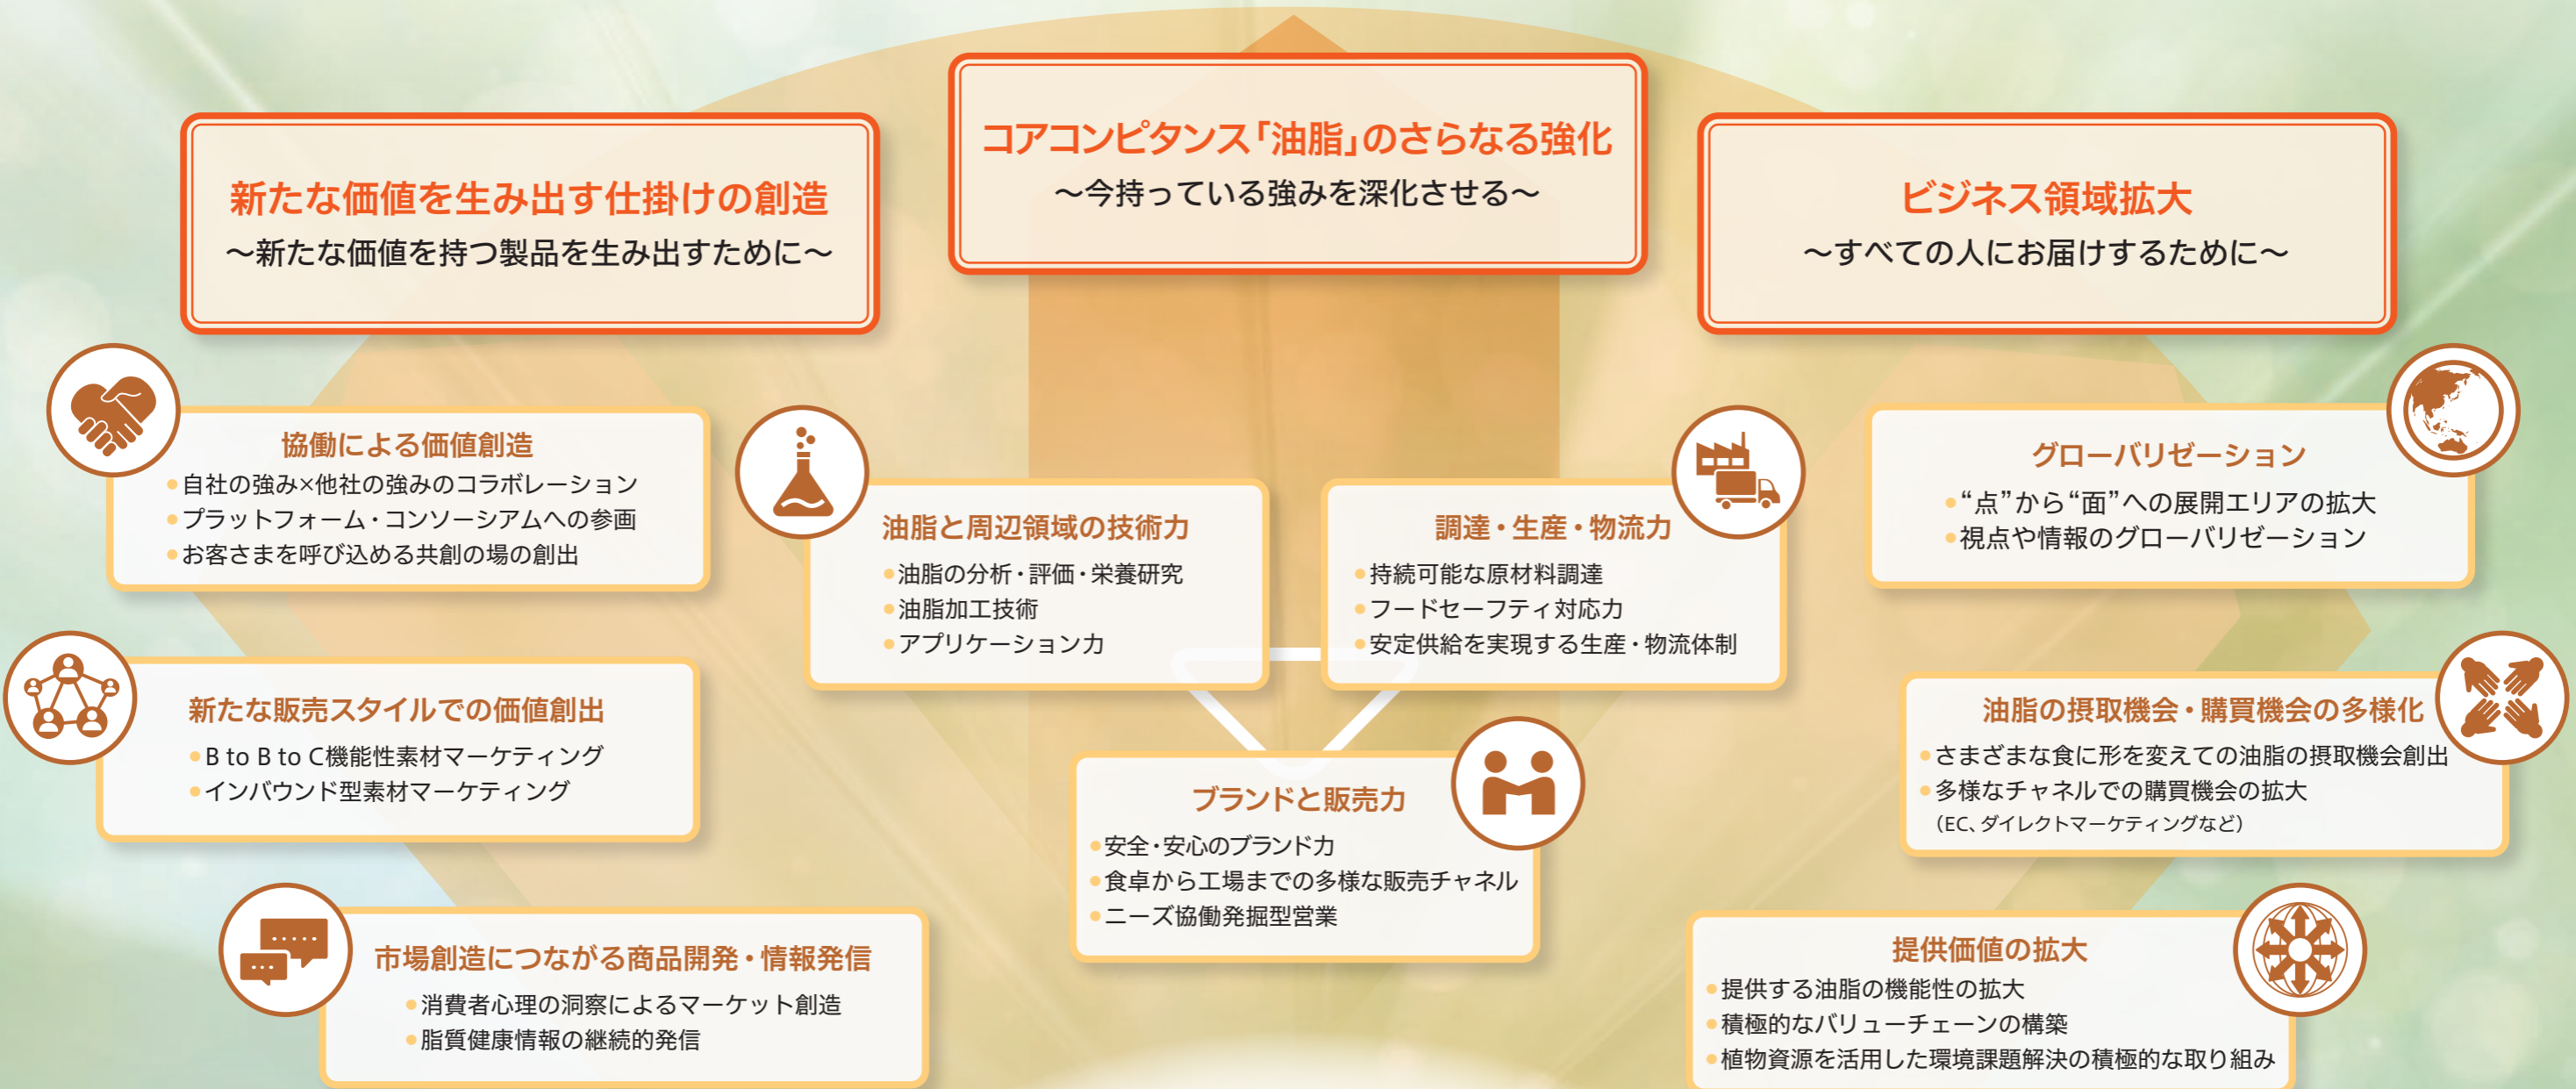 新たな価値を生み出す仕掛けの創造
～新たな価値を持つ製品を生み出すために～
協働による価値創造
●自社の強み×他社の強みのコラボレーション
●プラットフォーム・コンソーシアムへの参画
●お客さまを呼び込める共創の場の創出
新たな販売スタイルでの価値創出
●B to B to C機能性素材マーケティング
●インバウンド型素材マーケティング
市場創造につながる商品開発・情報発信
●消費者心理の洞察によるマーケット創造
●脂質健康情報の継続的発信
コアコンピタンス「油脂」のさらなる強化
～今持っている強みを深化させる～
油脂と周辺領域の技術力
●油脂の分析・評価・栄養研究
●油脂加工技術
●アプリケーション力
調達・生産・物流力
●持続可能な原材料調達
●フードセーフティ対応力
●安定供給を実現する生産・物流体制
ブランドと販売力
●安全・安心のブランド力
●食卓から工場までの多様な販売チャネル
●ニーズ協働発掘型営業
ビジネス領域拡大
～すべての人にお届けするために～
グローバリゼーション
●“点”から“面”への展開エリアの拡大
●視点や情報のグローバリゼーション
油脂の摂取機会・購買機会の多様化
●さまざまな食に形を変えての油脂の摂取機会創出
●多様なチャネルでの購買機会の拡大
（EC、ダイレクトマーケティングなど）
提供価値の拡大
●提供する油脂の機能性の拡大
●積極的なバリューチェーンの構築
●植物資源を活用した環境課題解決の積極的な取り組み